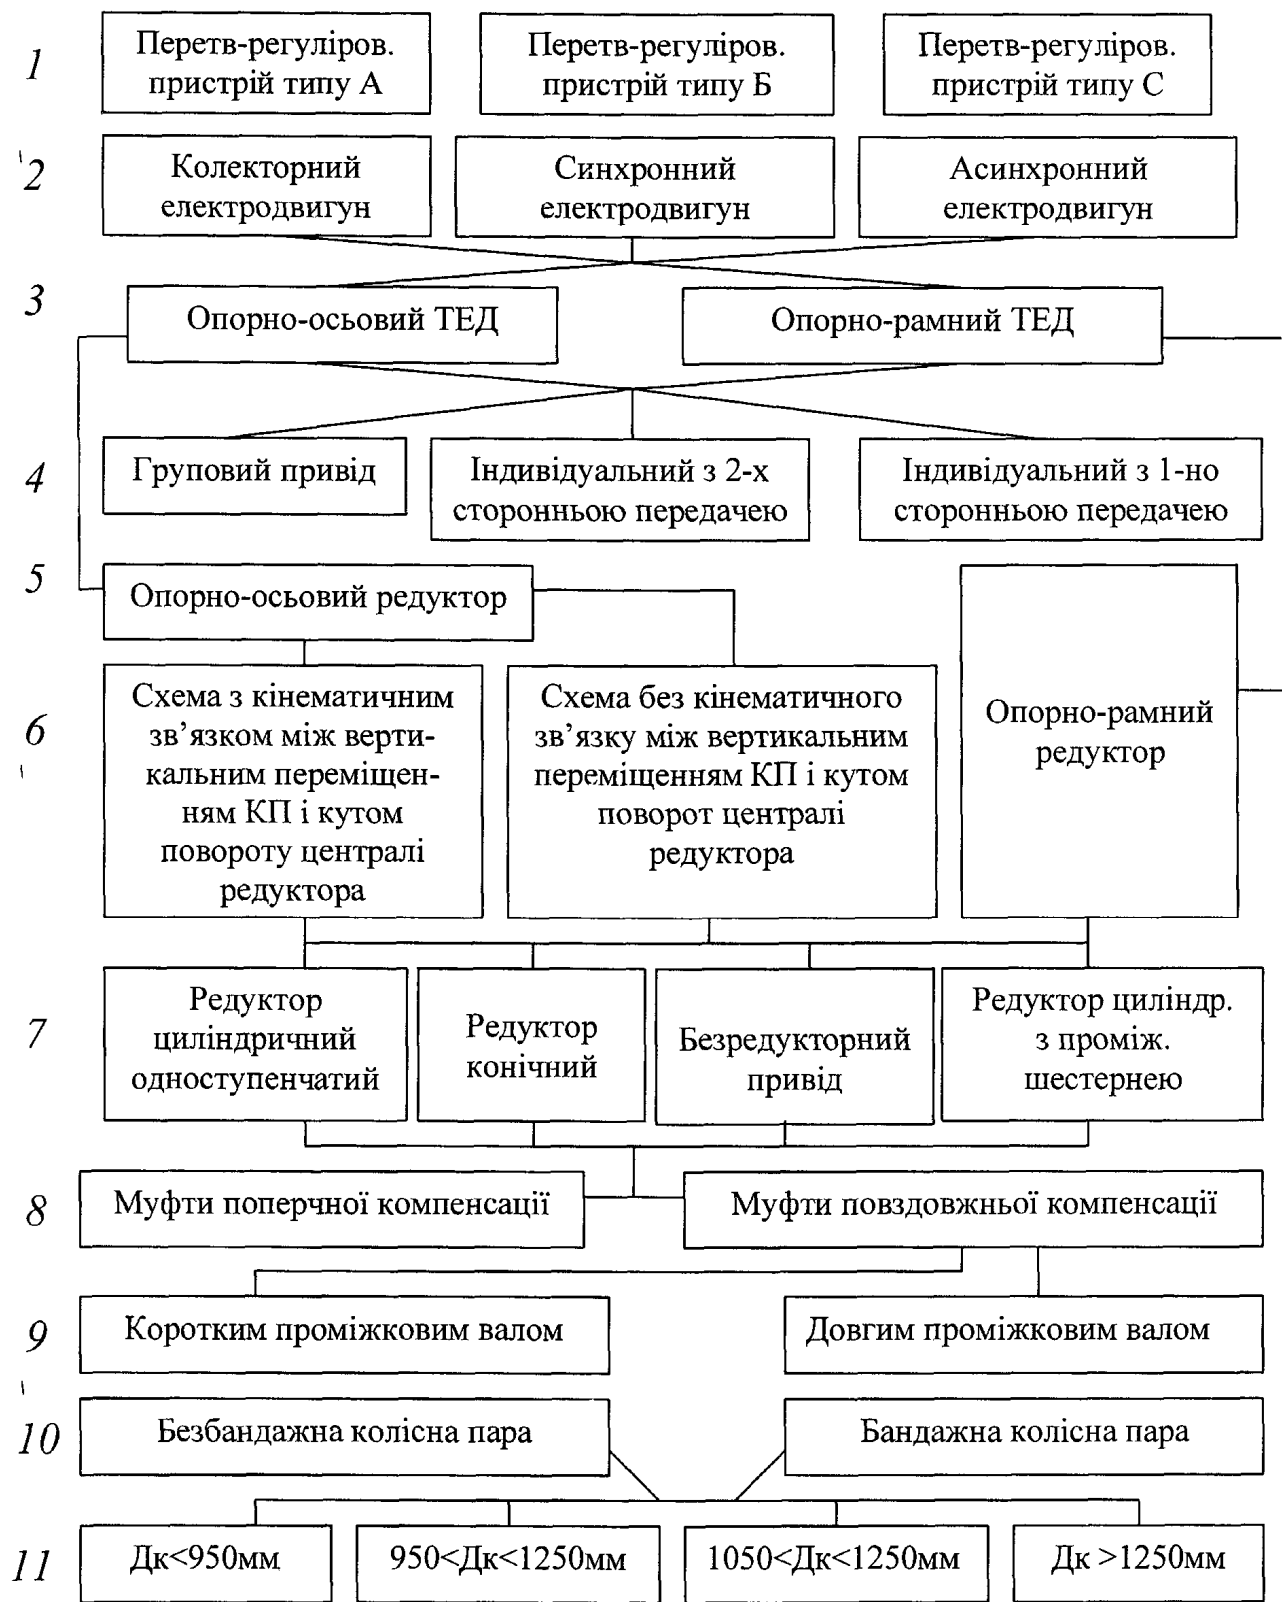 1
Перетв-регуліров.
пристрій типу А
Перетв-регуліров.
пристрій типу Б
Перетв-регуліров.
пристрій типу С
2
Колекторний
електродвигун
Синхронний
електродвигун
Асинхронний
електродвигун
3
Опорно-осьовий ТЕД
Опорно-рамний ТЕД
4
Груповий привід
Індивідуальний з 2-х
сторонньою передачею
Індивідуальний з 1-но
сторонньою передачею
5
Опорно-осьовий редуктор
6
Схема з кінематичним
зв’язком між верти-
кальним переміщен-
ням КП і кутом
повороту централі
редуктора
Схема без кінематичного
зв’язку між вертикальним
переміщенням КП і кутом
поворот централі
редуктора
Опорно-рамний
редуктор
7
Редуктор
циліндричний
одноступенчатий
Редуктор
конічний
Безредукторний
привід
Редуктор циліндр.
з проміж.
шестернею
8
Муфти поперчної компенсації
Муфти повздовжньої компенсації
9
Коротким проміжковим валом
Довгим проміжковим валом
10
Безбандажна колісна пара
Бандажна колісна пара
11
Дк<950мм
950<Дк<1250мм
1050<Дк<1250мм
Дк >1250мм